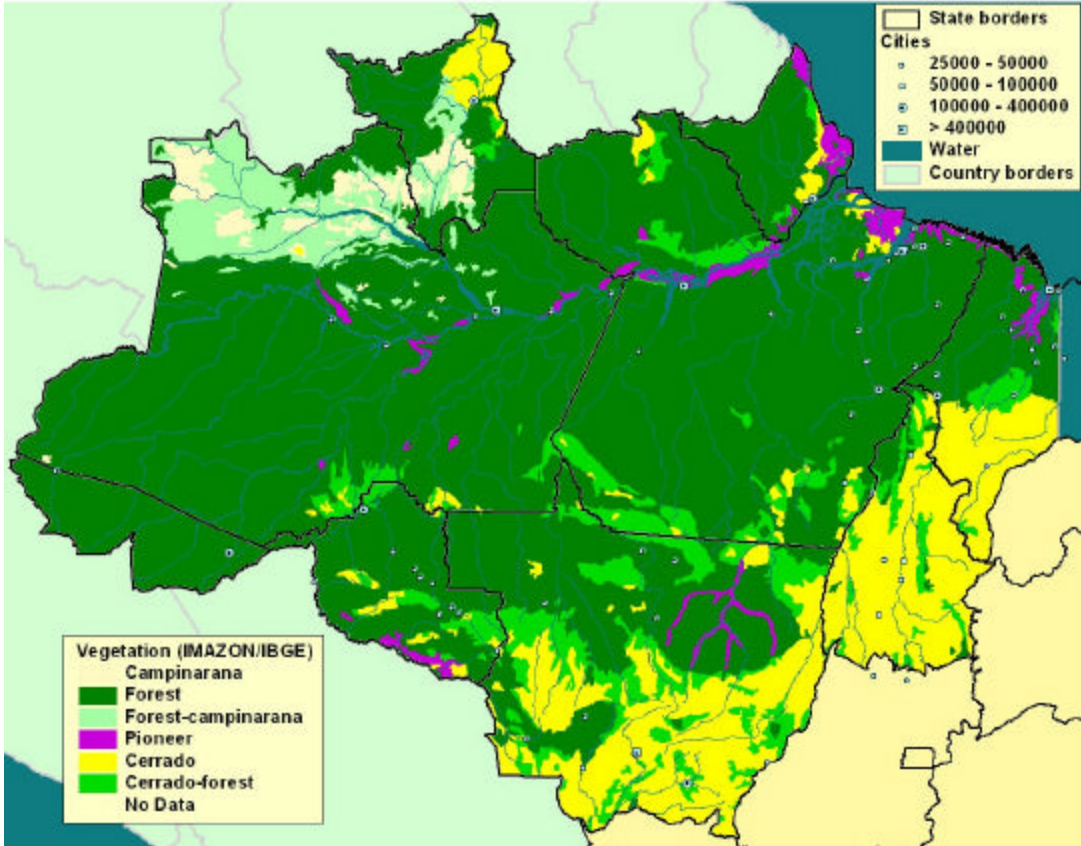 State borders
Cities
25000 - 50000
50000 - 100000
100000 - 400000
> 400000
Water
Country borders
Vegetation (IMAZON/IBGE)
Campinarana
Forest
Forest-campinarana
Pioneer
Cerrado
Cerrado-forest
No Data